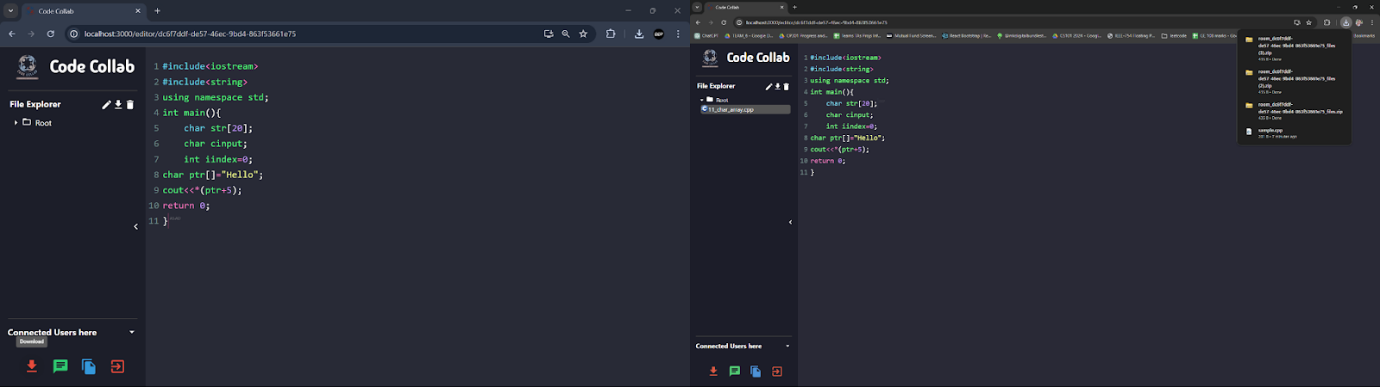 Code Collab
localhost:3000/editor/dc6f7ddf-de57-46ec-9bd4-863f53661e75
Code Collab
File Explorer
Root
1 #include<iostream>
2 #include<string>
3 using namespace std;
4 int main(){
5 char str[20];
6 char cinput;
7 int iindex=0;
8 char ptr[]="Hello";
9 cout<<*(ptr+5);
10 return 0;
11 }
Connected Users here
Download
Code Collab
localhost:3000/editor/dc6f7ddf-de57-46ec-9bd4-863f53661e75
Code Collab
File Explorer
Root
11_char_array.cpp
1 #include<iostream>
2 #include<string>
3 using namespace std;
4 int main(){
5 char str[20];
6 char cinput;
7 int iindex=0;
8 char ptr[]="Hello";
9 cout<<*(ptr+5);
10 return 0;
11 }
Connected Users here
room_dc6f7ddf-
de57-46ec-9bd4-863f53661e75_files
room_dc6f7ddf-
de57-46ec-9bd4-863f53661e75_files
(2).zip
room_dc6f7ddf-
de57-46ec-9bd4-863f53661e75_files.zip
sample.cpp